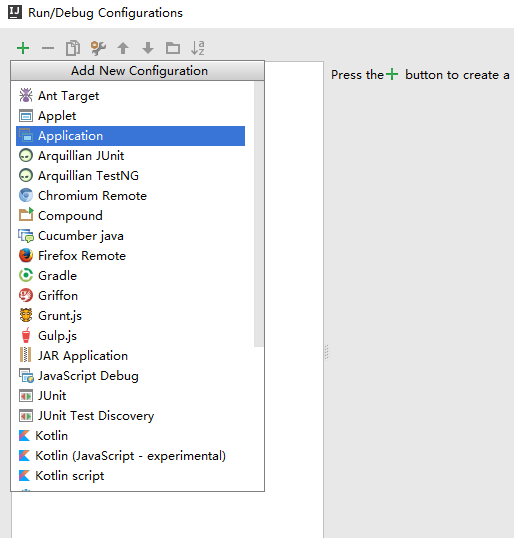 IJ Run/Debug Configurations
Add New Configuration
Press the + button to create a
Ant Target
Applet
Application
Arquillian JUnit
Arquillian TestNG
Chromium Remote
Compound
Cucumber java
Firefox Remote
Gradle
Griffon
Grunt.js
Gulp.js
JAR Application
JavaScript Debug
JUnit
JUnit Test Discovery
Kotlin
Kotlin (JavaScript - experimental)
Kotlin script